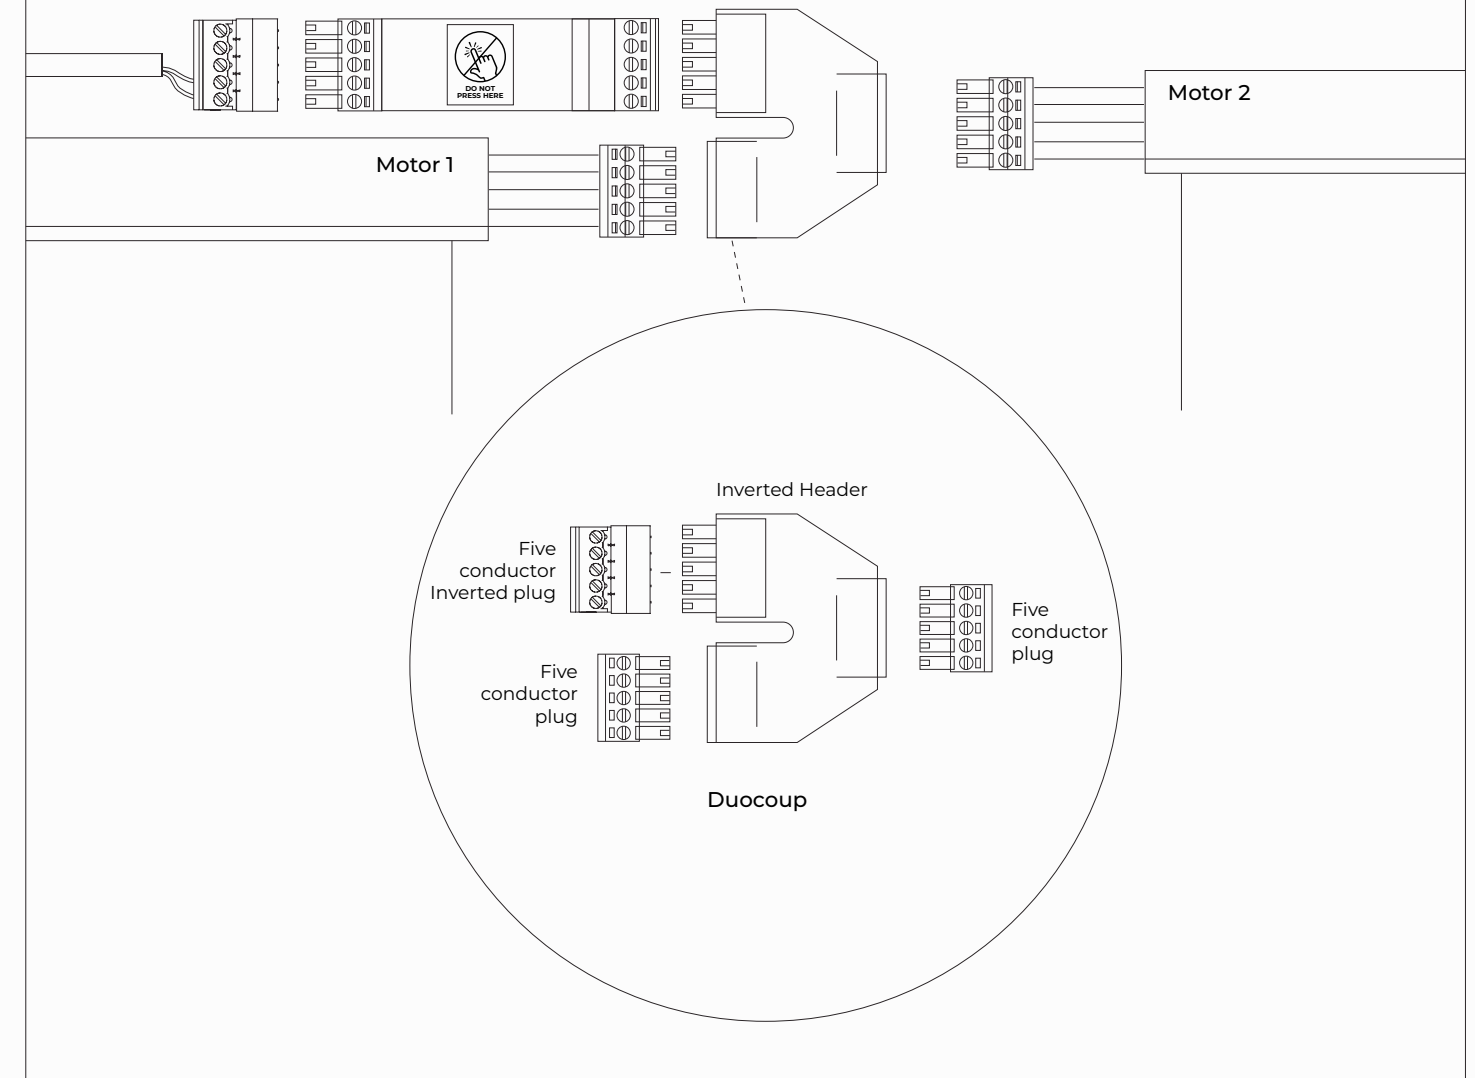 DO NOT
PRESS HERE
Motor 2
Motor 1
Inverted Header
Five
conductor
Inverted plug
Five
conductor
plug
Five
conductor
plug
Duocoup